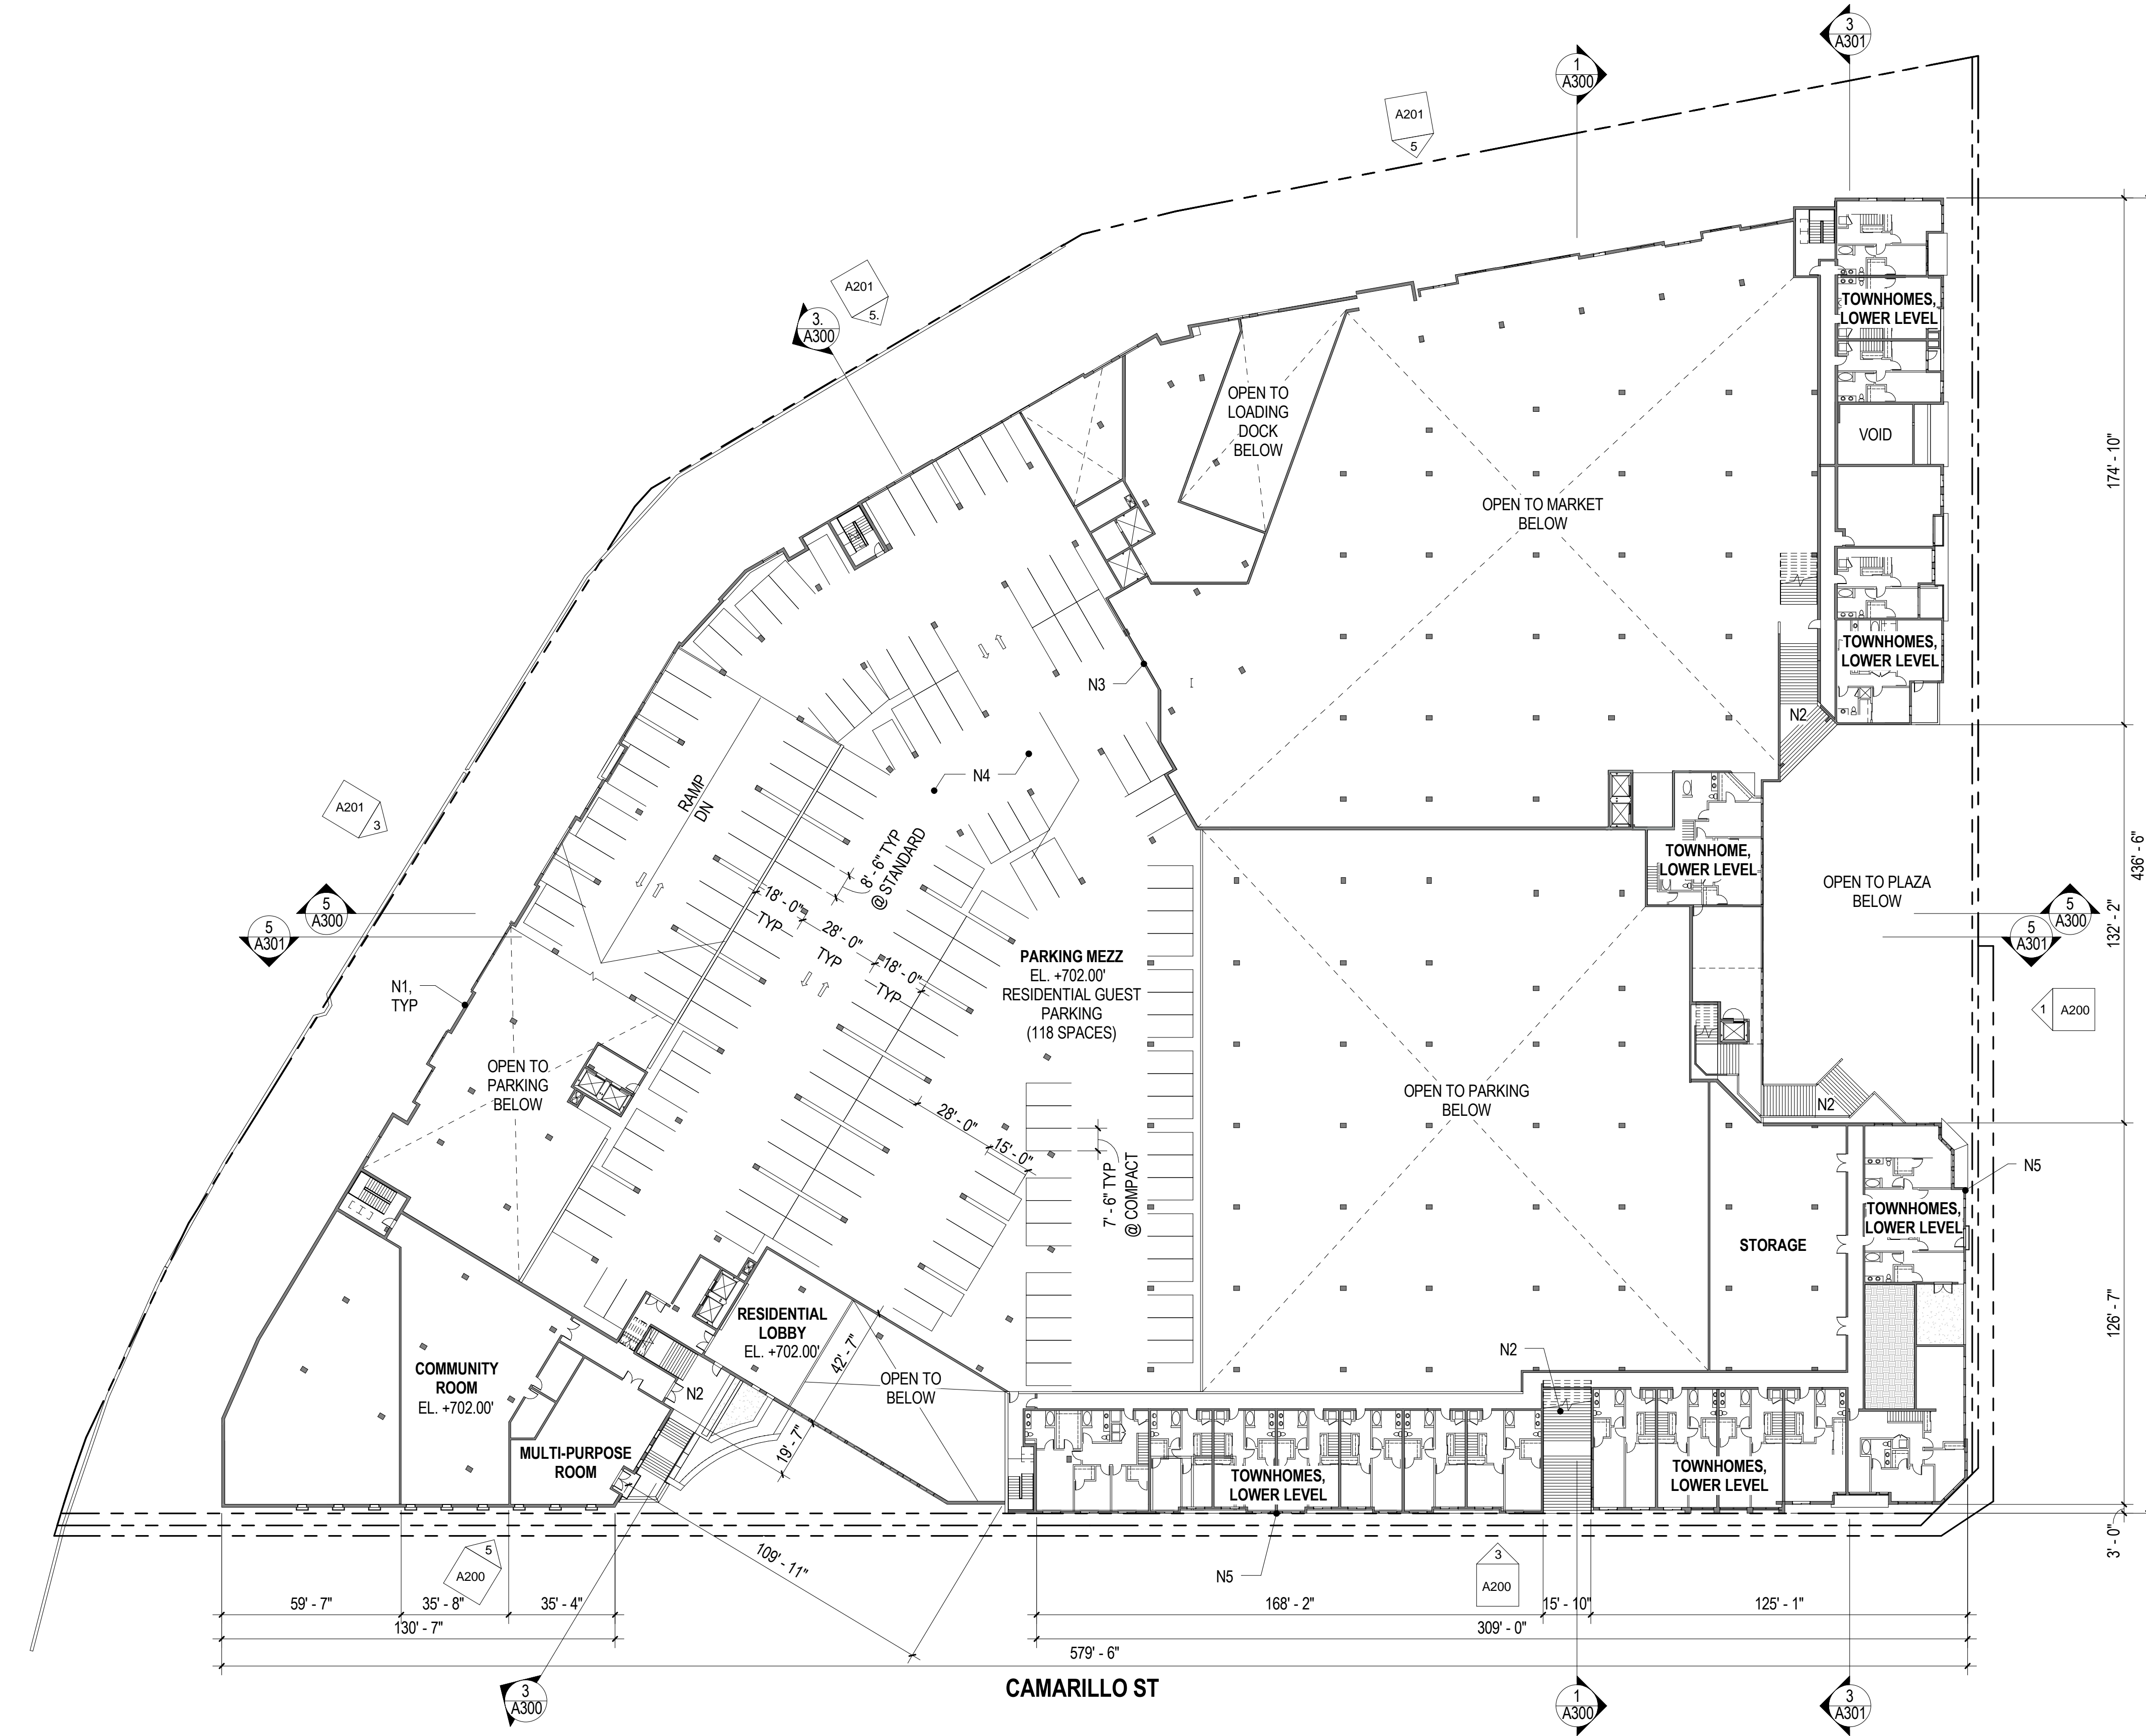 3
A301
1
A300
A201
5
A201
5.
3.
A300
TOWNHOMES,
LOWER LEVEL
OPEN TO
LOADING
DOCK
BELOW
VOID
174' - 10"
OPEN TO MARKET
BELOW
TOWNHOMES,
LOWER LEVEL
N3
N2
N4
RAMP
DN
A201
3
8' - 6" TYP
@ STANDARD
TOWNHOME,
LOWER LEVEL
436' - 6"
OPEN TO PLAZA
BELOW
5
A300
5
A301
18' - 0"
TYP
28' - 0"
TYP
18' - 0"
TYP
5
A300
5
A301
132' - 2"
PARKING MEZZ
EL. +702.00'
RESIDENTIAL GUEST
PARKING
(118 SPACES)
N1,
TYP
1
A200
OPEN TO
PARKING
BELOW
OPEN TO PARKING
BELOW
N2
28' - 0"
15' - 0"
7' - 6" TYP
@ COMPACT
N5
TOWNHOMES,
LOWER LEVEL
STORAGE
126' - 7"
RESIDENTIAL
LOBBY
EL. +702.00'
42' - 7"
N2
COMMUNITY
ROOM
EL. +702.00'
OPEN TO
BELOW
N2
19' - 7"
MULTI-PURPOSE
ROOM
TOWNHOMES,
LOWER LEVEL
TOWNHOMES,
LOWER LEVEL
3' - 0"
109' - 11"
5
A200
N5
3
A200
59' - 7"
35' - 8"
35' - 4"
168' - 2"
15' - 10"
125' - 1"
130' - 7"
309' - 0"
579' - 6"
CAMARILLO ST
3
A300
1
A300
3
A301